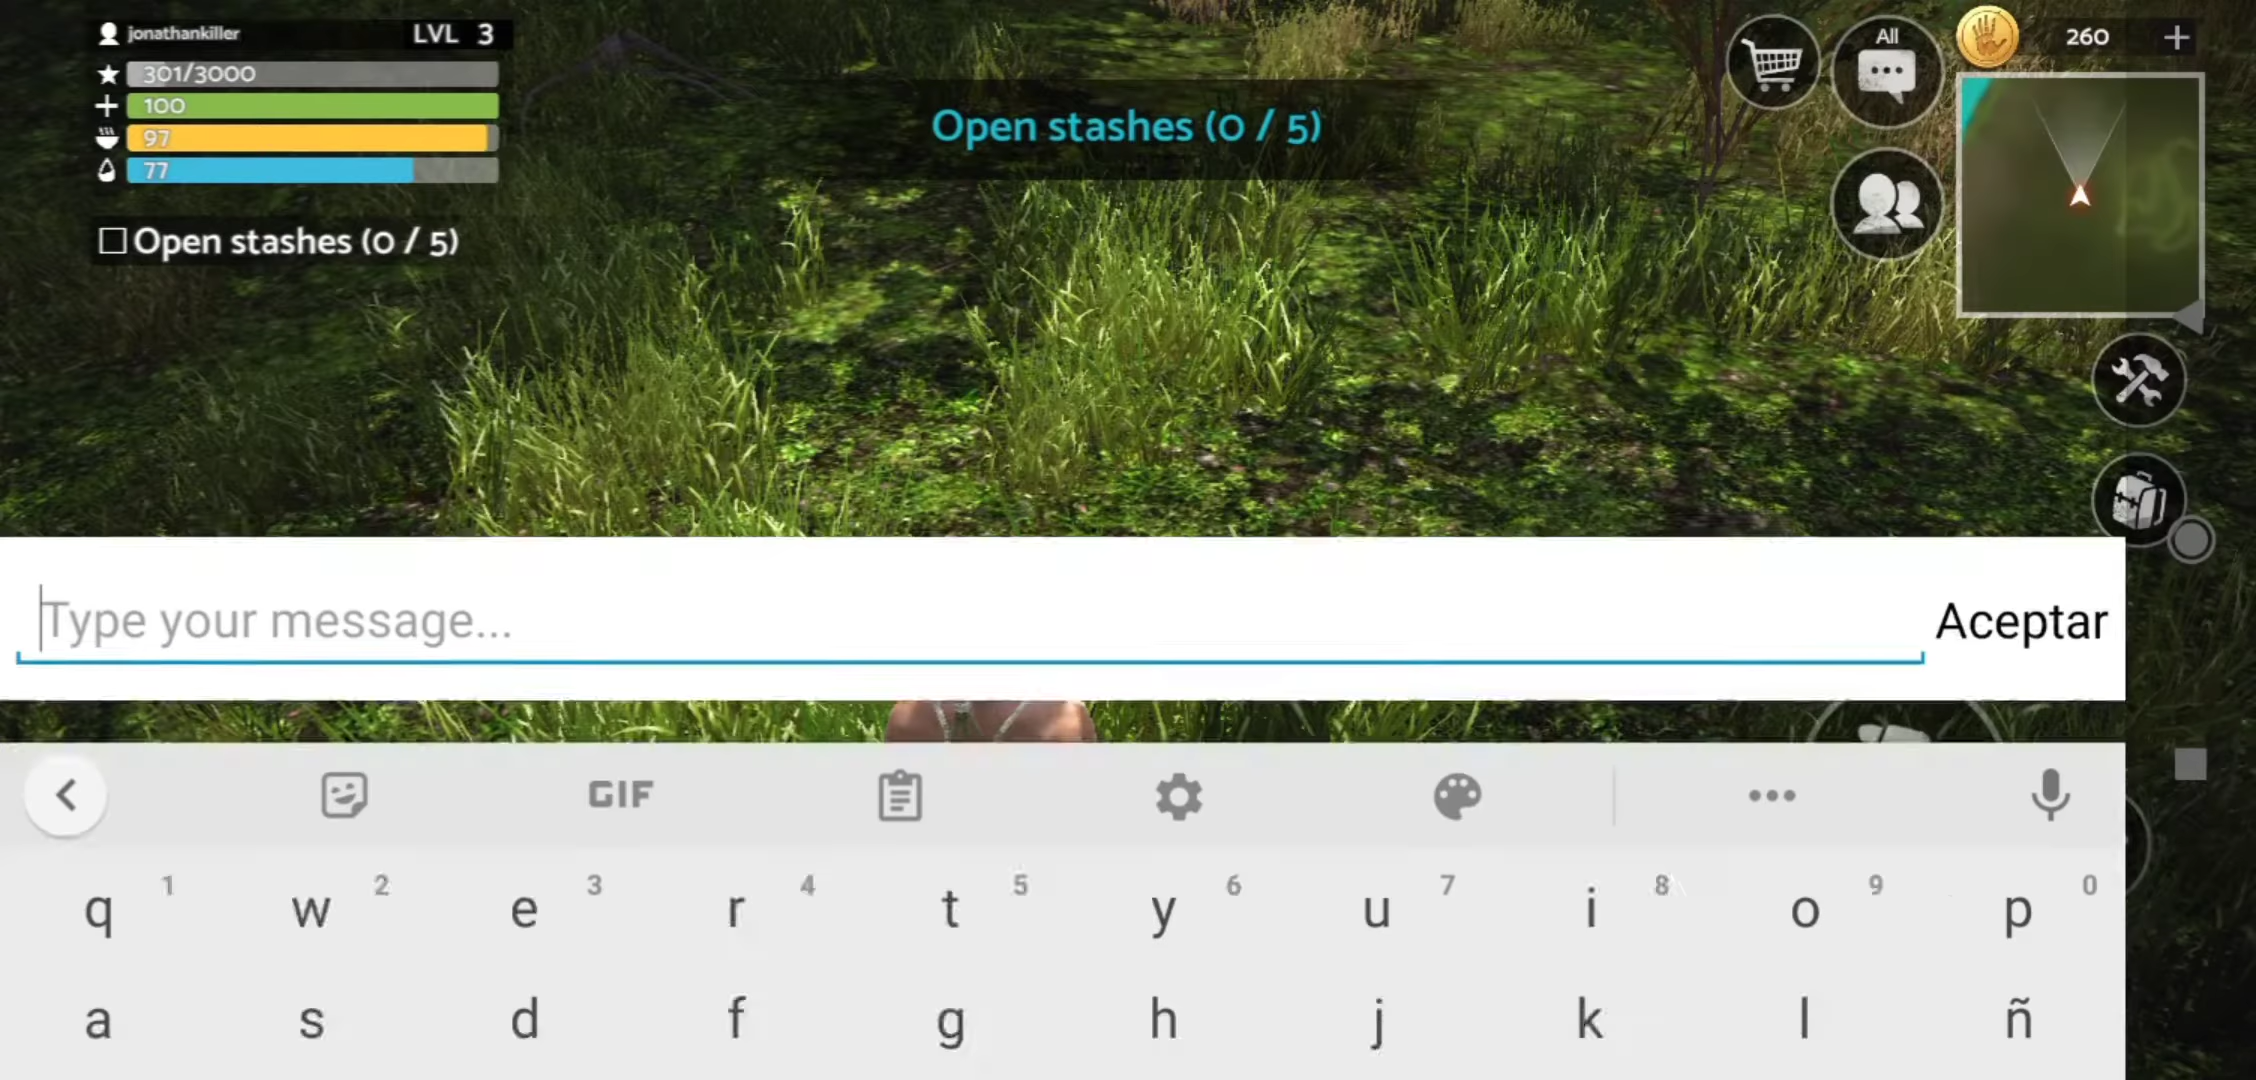 jonathankiller LVL 3
301/3000
100
97
77
Open stashes (0 / 5)
Open stashes (0 / 5)
All
260
Type your message...
Aceptar
GIF
q 1 w 2 e 3 r 4 t 5 y 6 u 7 i 8 o 9 p 0
a s d f g h j k l ñ